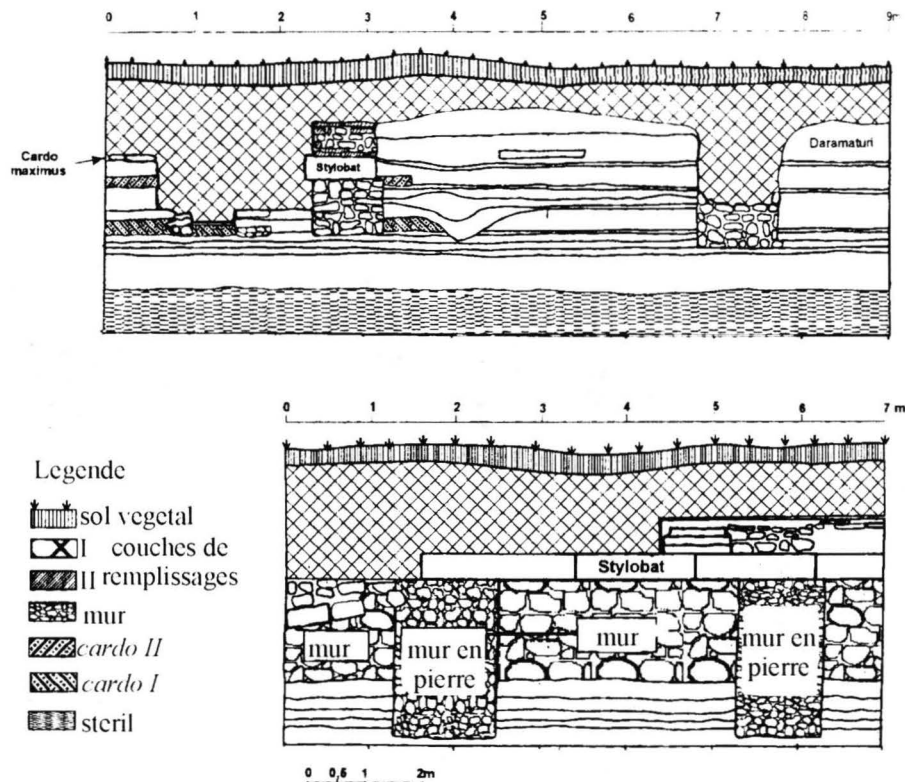 0 1 2 3 4 5 6 7 8 9m
Cardo
maximus
Stylobat
Daramaturi
0 1 2 3 4 5 6 7 m
Stylobat
mur
mur en
pierre
mur
mur en
pierre
Legende
sol vegetal
I couches de
II remplissages
mur
cardo II
cardo I
steril
0 0,5 1 2m